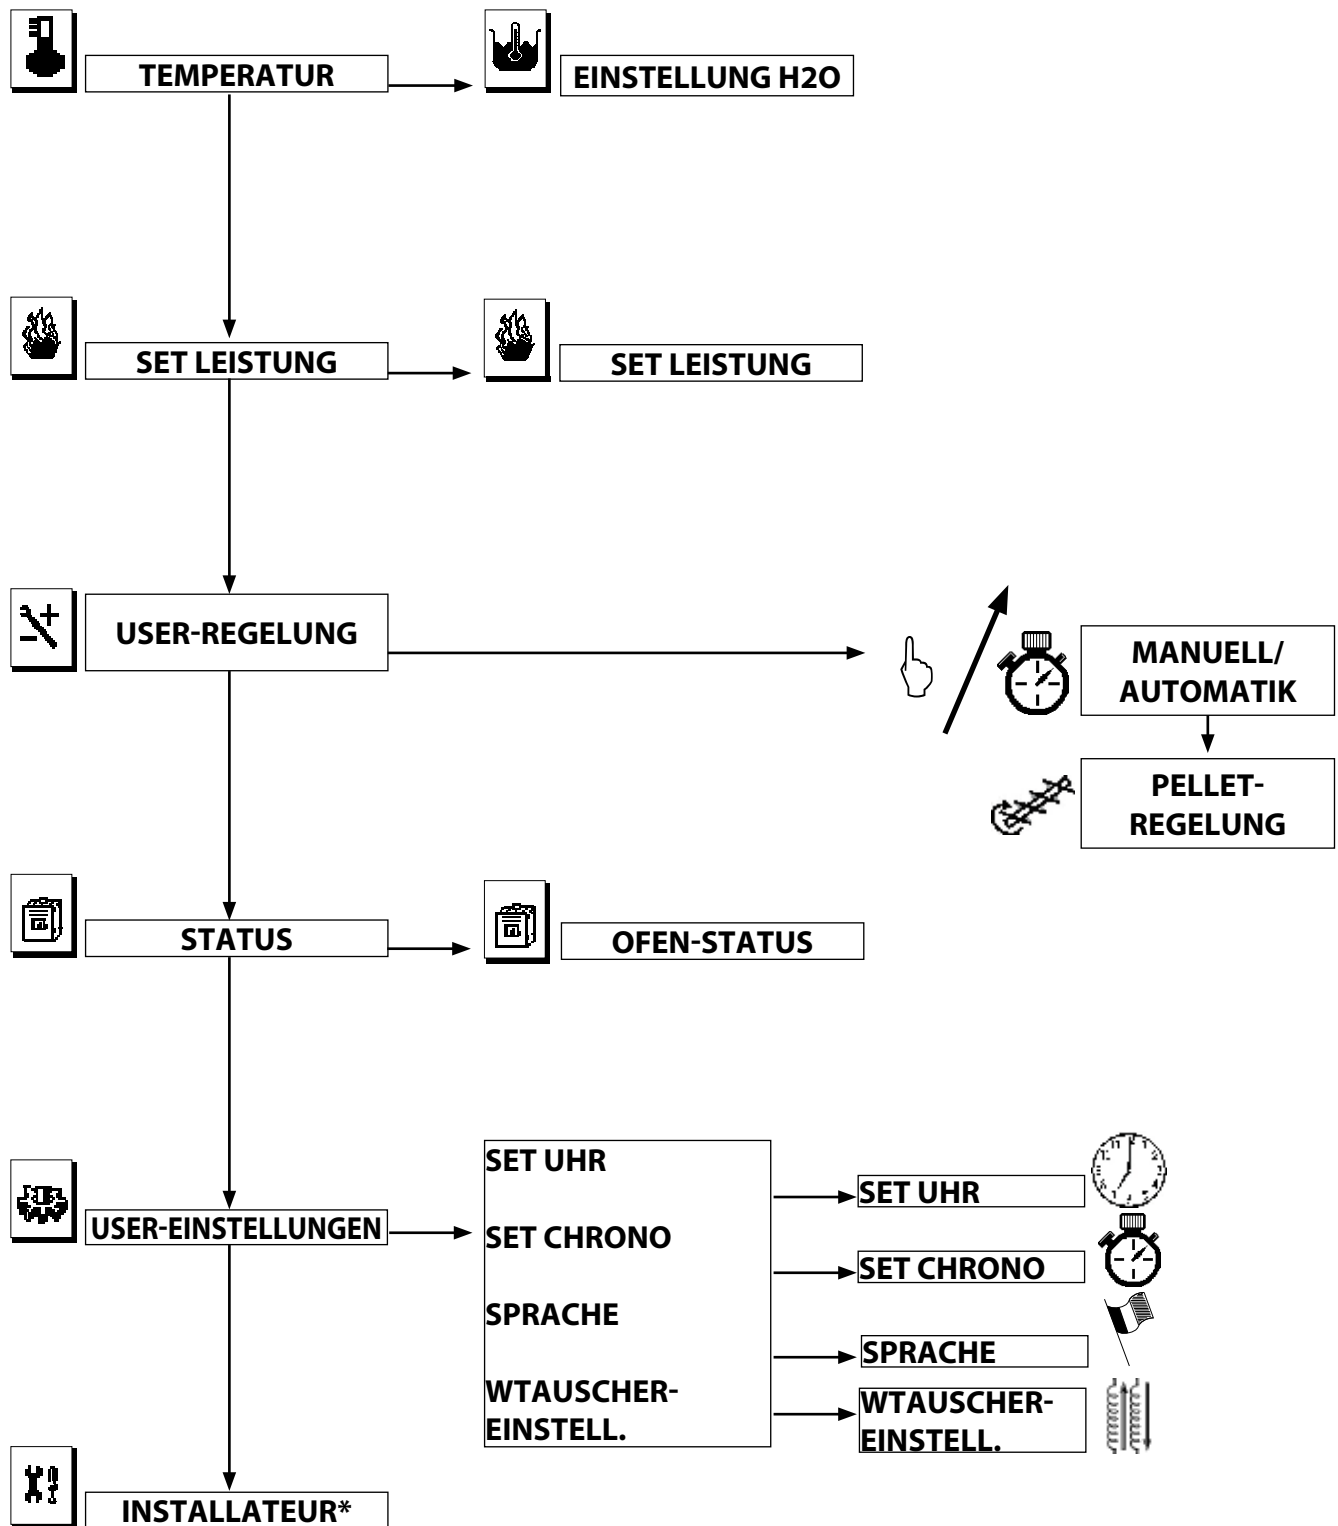 TEMPERATUR
EINSTELLUNG H2O
SET LEISTUNG
SET LEISTUNG
USER-REGELUNG
MANUELL/
AUTOMATIK
PELLET-
REGELUNG
STATUS
OFEN-STATUS
USER-EINSTELLUNGEN
SET UHR
SET CHRONO
SPRACHE
WTAUSCHER-
EINSTELL.
SET UHR
SET CHRONO
SPRACHE
WTAUSCHER-
EINSTELL.
INSTALLATEUR*